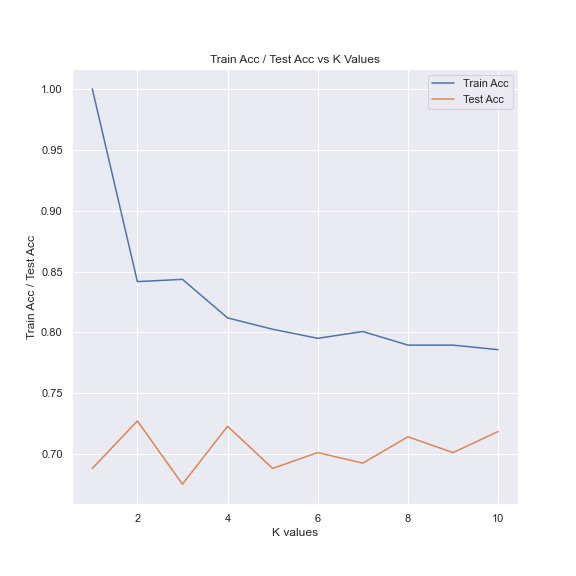 Train Acc / Test Acc vs K Values
Train Acc
Test Acc
1.00
0.95
0.90
0.85
0.80
0.75
0.70
Train Acc / Test Acc
2 4 6 8 10
K values